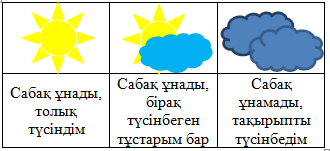 Сабақ ұнады,
толық
түсіндім
Сабақ ұнады,
бірақ
түсінбеген
тұстарым бар
Сабақ
ұнамады,
тақырыпты
түсінбедім